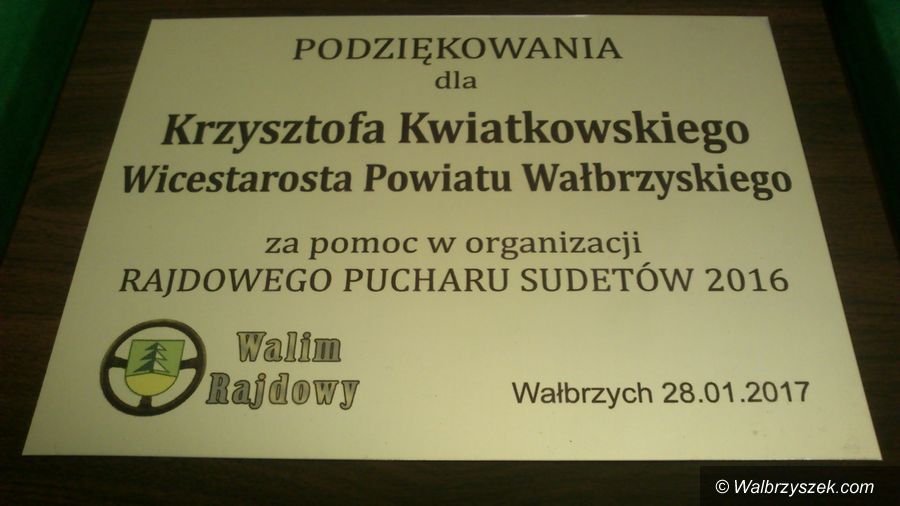 PODZIĘKOWANIA
dla
Krzysztofa Kwiatkowskiego
Wicestarosta Powiatu Wałbrzyskiego
za pomoc w organizacji
RAJDOWEGO PUCHARU SUDETÓW 2016
Walim
Rajdowy
Wałbrzych 28.01.2017
© Walbrzyszek.com